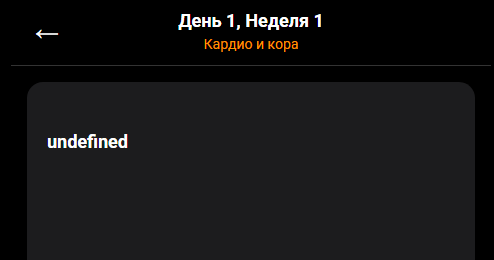 День 1, Неделя 1
Кардио и кора
undefined